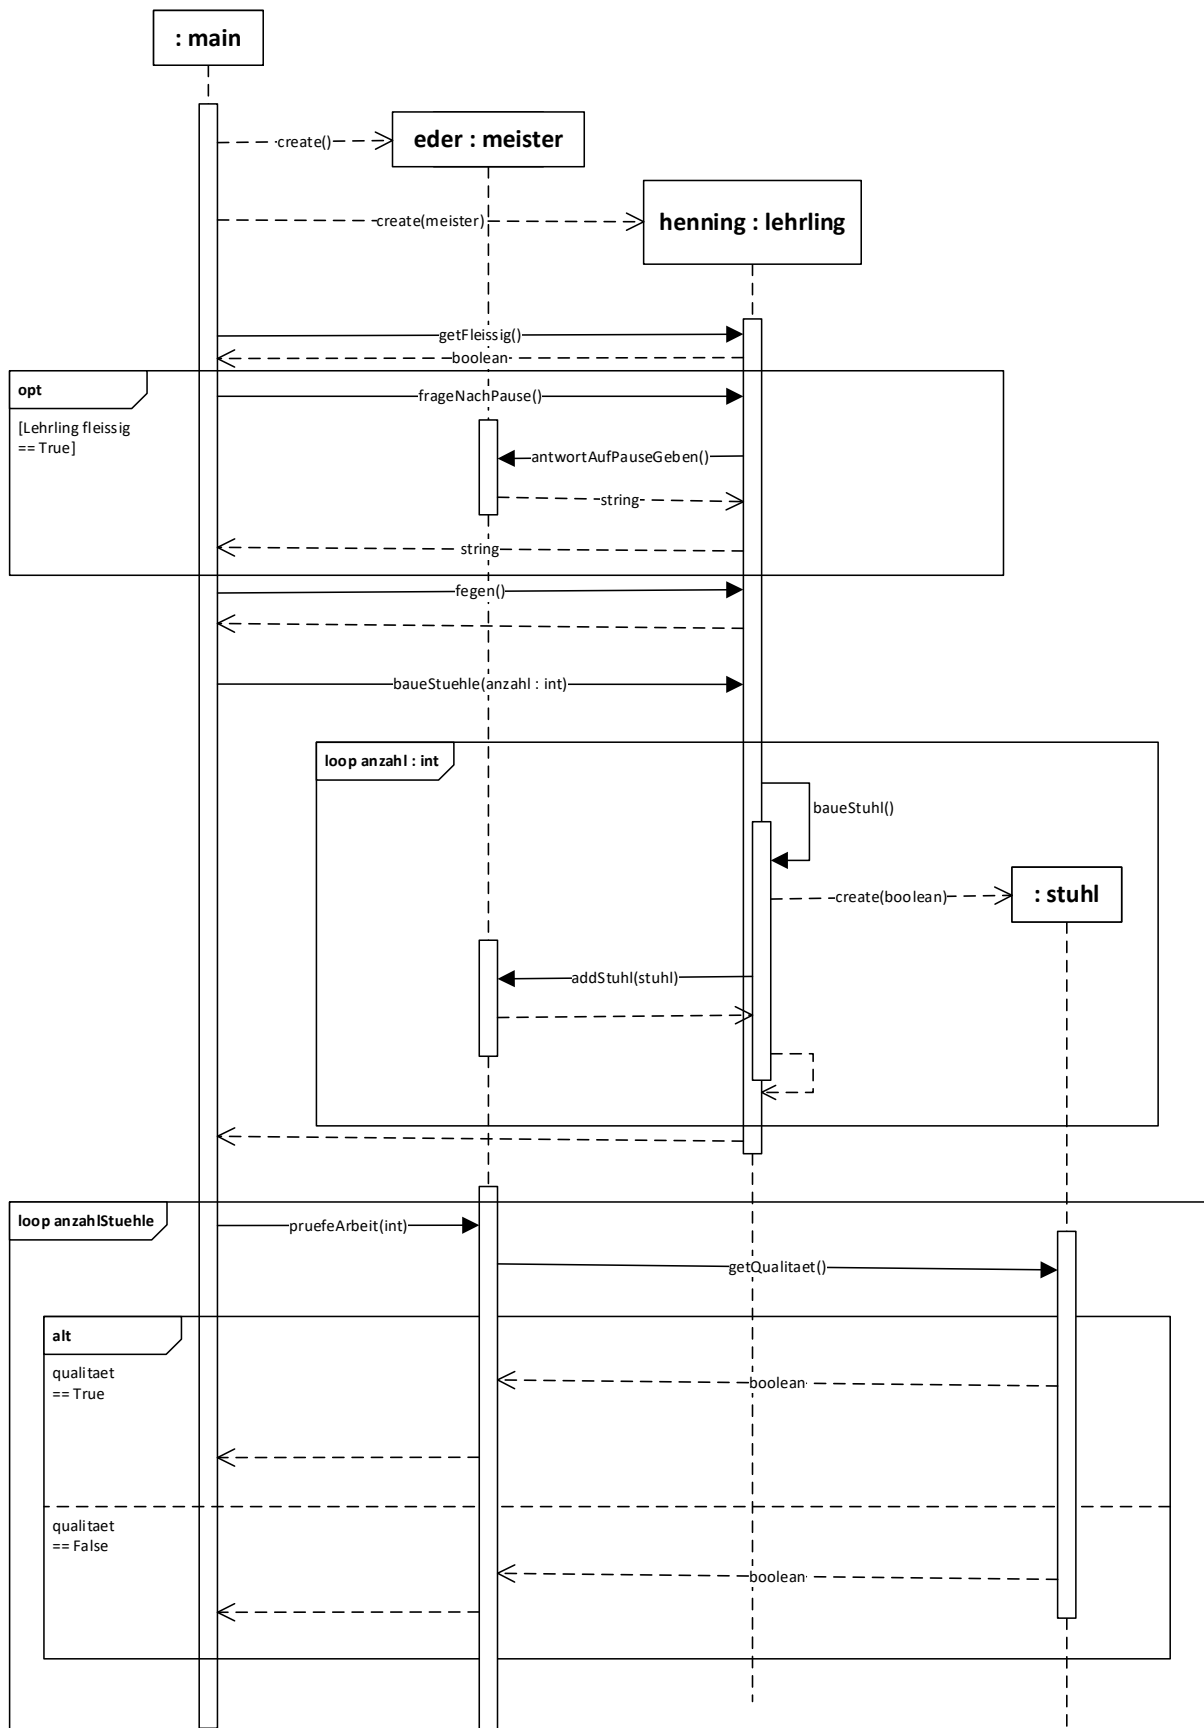 : main
create()
eder : meister
create(meister)
henning : lehrling
getFleissig()
boolean
opt
[Lehrling fleissig
== True]
frageNachPause()
antwortAufPauseGeben()
string
string
fegen()
baueStuehle(anzahl : int)
loop anzahl : int
baueStuhl()
create(boolean)
: stuhl
addStuhl(stuhl)
loop anzahlStuehle
pruefeArbeit(int)
getQualitaet()
alt
qualitaet
== True
boolean
qualitaet
== False
boolean